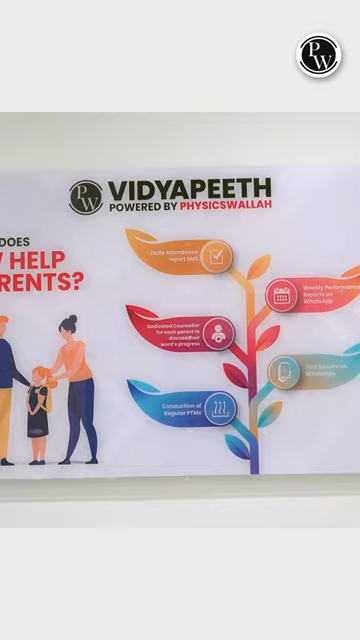 PW
PW
VIDYAPEETH
POWERED BY PHYSICSWALLAH
DOES
HELP
RENTS?
Daily Attendance
report SMS
Weekly Performance
Reports on
WhatsApp
Dedicated Counsellor
for each parent to
discuss their
ward's progress
Test Results on
WhatsApp
Conduction of
Regular PTMs